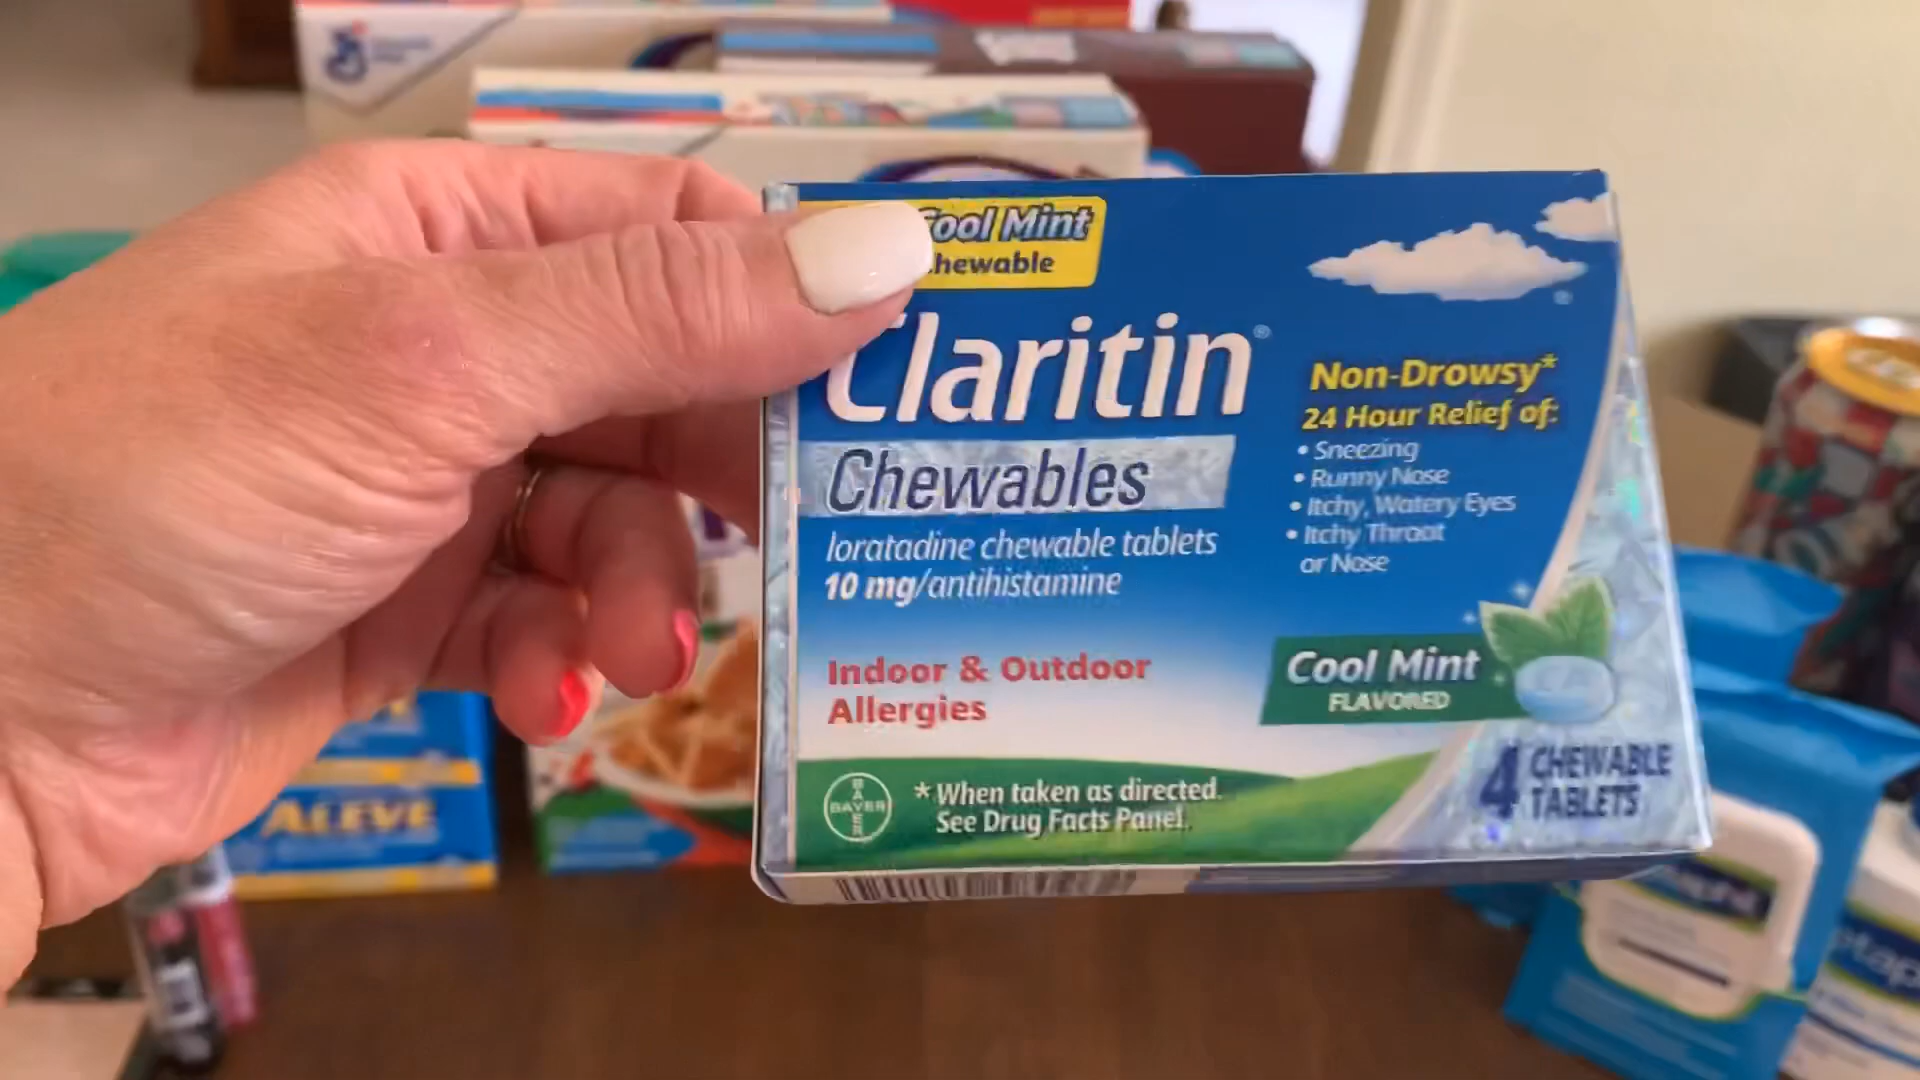 Cool Mint
Chewable
Claritin®
Chewables
loratadine chewable tablets
10 mg/antihistamine
Indoor & Outdoor
Allergies
BAYER
* When taken as directed.
See Drug Facts Panel.
Non-Drowsy*
24 Hour Relief of:
• Sneezing
• Runny Nose
• Itchy, Watery Eyes
• Itchy Throat
or Nose
Cool Mint
FLAVORED
4 CHEWABLE
TABLETS
ALEVE